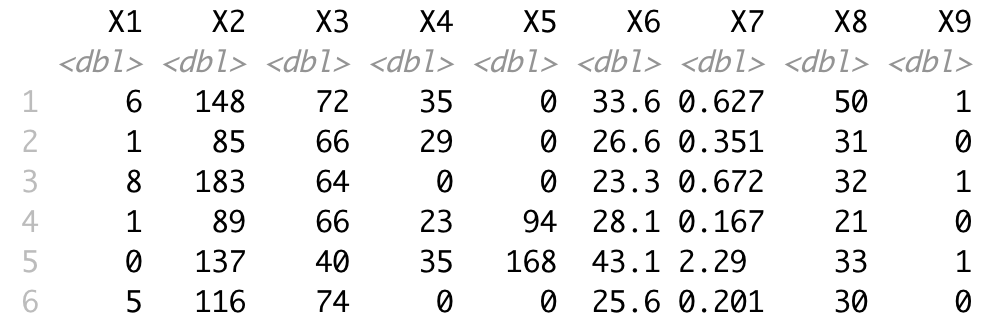 X1 X2 X3 X4 X5 X6 X7 X8 X9
<dbl> <dbl> <dbl> <dbl> <dbl> <dbl> <dbl> <dbl> <dbl>
1 6 148 72 35 0 33.6 0.627 50 1
2 1 85 66 29 0 26.6 0.351 31 0
3 8 183 64 0 0 23.3 0.672 32 1
4 1 89 66 23 94 28.1 0.167 21 0
5 0 137 40 35 168 43.1 2.29 33 1
6 5 116 74 0 0 25.6 0.201 30 0